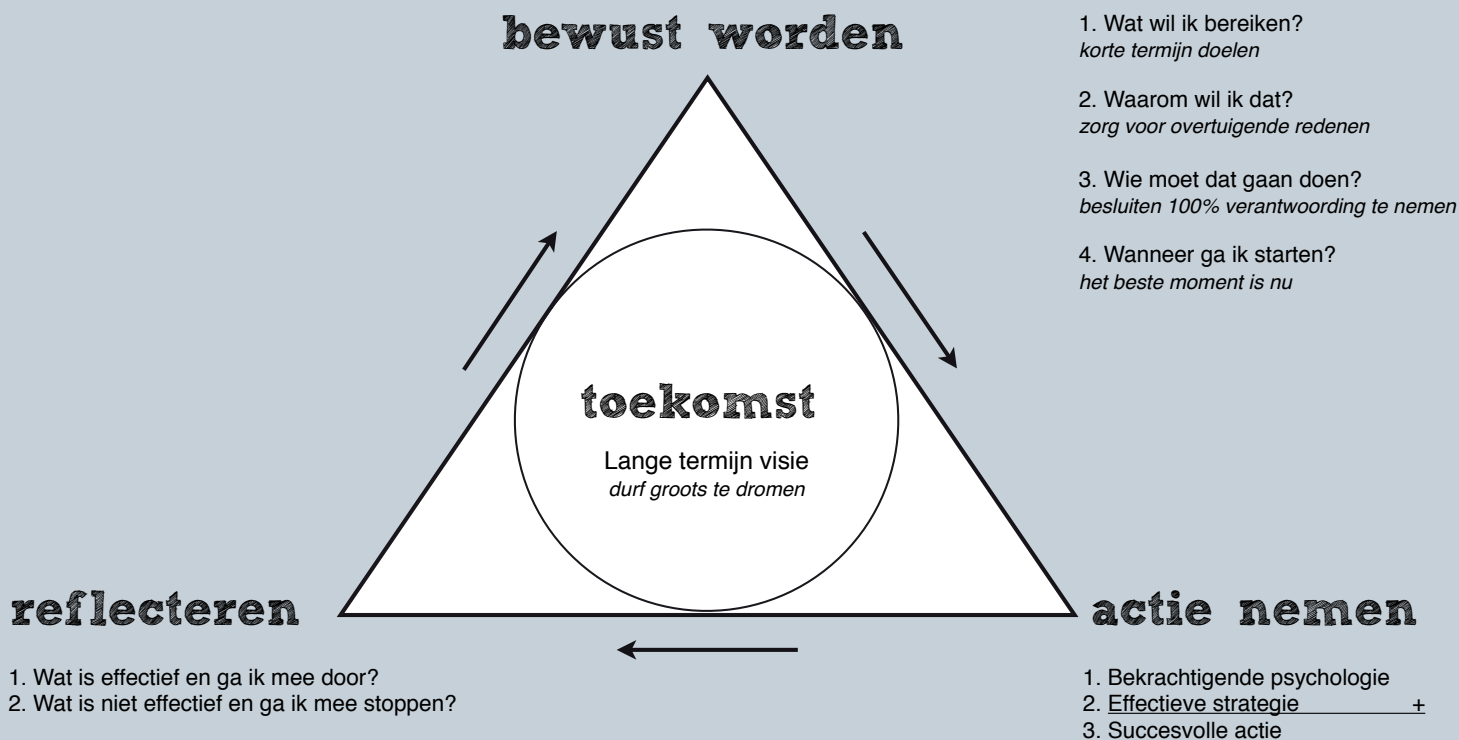 bewust worden
1. Wat wil ik bereiken?
korte termijn doelen
2. Waarom wil ik dat?
zorg voor overtuigende redenen
3. Wie moet dat gaan doen?
besluiten 100% verantwoording te nemen
4. Wanneer ga ik starten?
het beste moment is nu
toekomst
Lange termijn visie
durf groots te dromen
reflecteren
1. Wat is effectief en ga ik mee door?
2. Wat is niet effectief en ga ik mee stoppen?
actie nemen
1. Bekrachtigende psychologie
2. Effectieve strategie +
3. Succesvolle actie